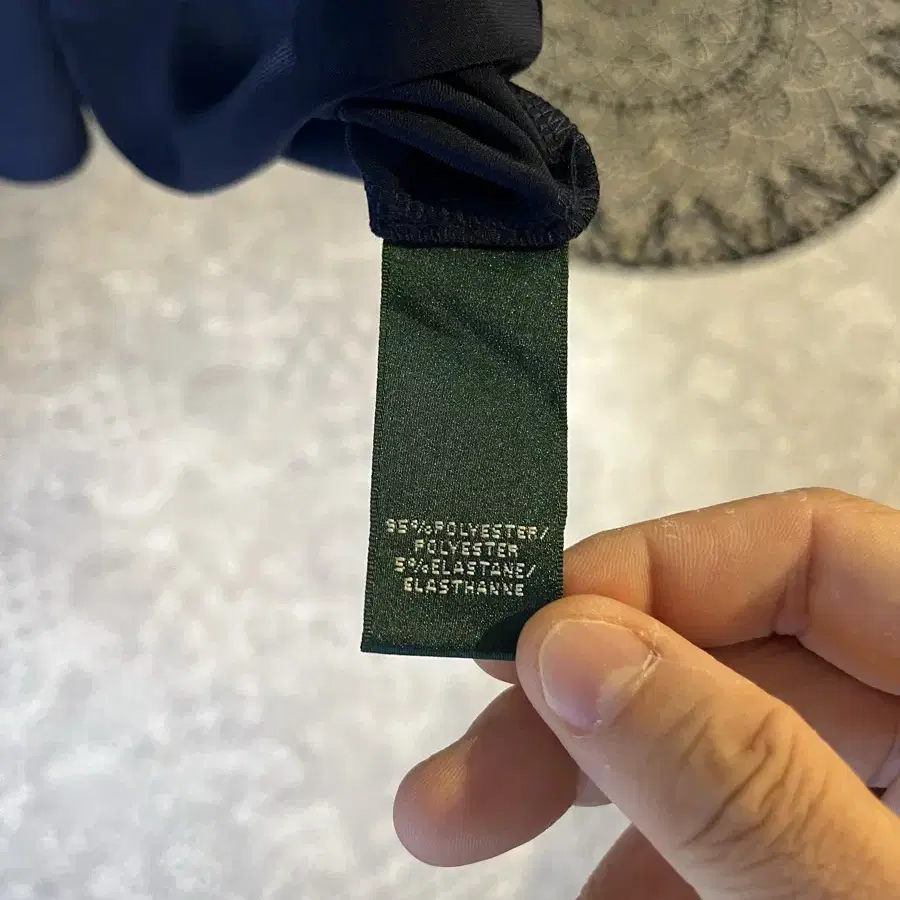 95%POLYESTER/
POLYESTER
5%ELASTANE/
ELASTHANNE